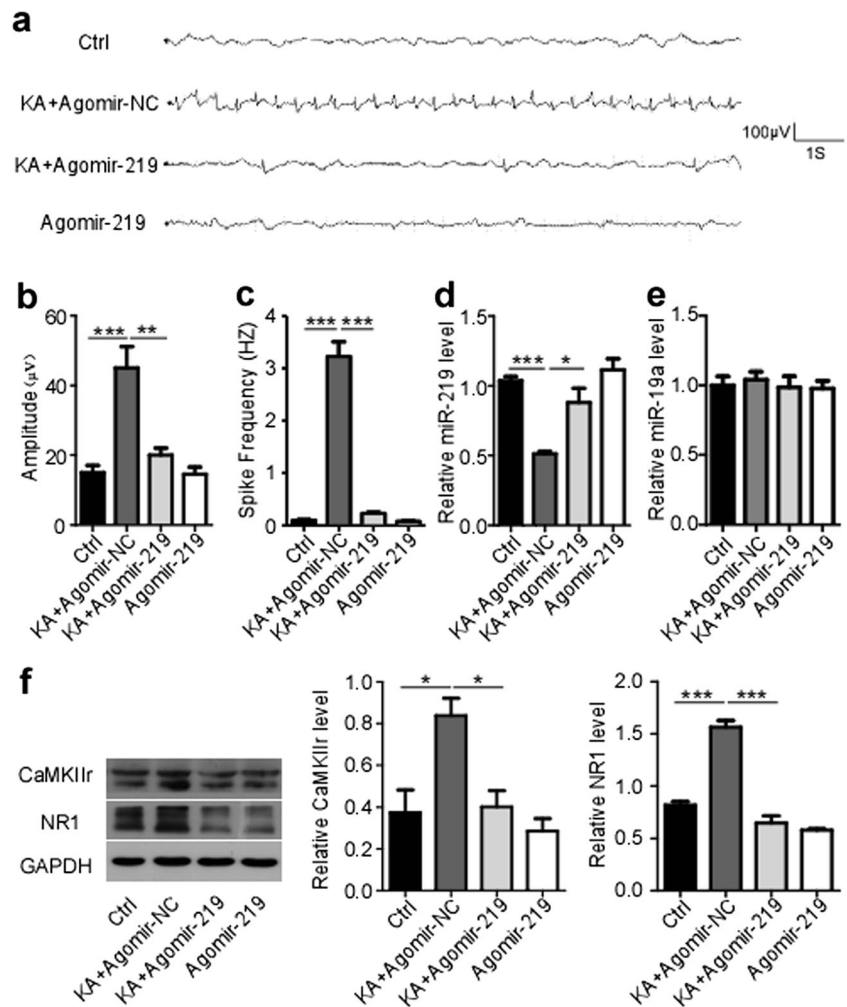 a
Ctrl
KA+Agomir-NC
KA+Agomir-219
Agomir-219
100μV
1S
b
Amplitude (μV)
60
40
20
0
*** **
Ctrl
KA+Agomir-NC
KA+Agomir-219
Agomir-219
c
Spike Frequency (HZ)
4
3
2
1
0
*** ***
Ctrl
KA+Agomir-NC
KA+Agomir-219
Agomir-219
d
Relative miR-219 level
1.5
1.0
0.5
0.0
*** *
Ctrl
KA+Agomir-NC
KA+Agomir-219
Agomir-219
e
Relative miR-19a level
1.5
1.0
0.5
0.0
Ctrl
KA+Agomir-NC
KA+Agomir-219
Agomir-219
f
CaMKIIr
NR1
GAPDH
Ctrl
KA+Agomir-NC
KA+Agomir-219
Agomir-219
Relative CaMKIIr level
1.0
0.8
0.6
0.4
0.2
0.0
* *
Ctrl
KA+Agomir-NC
KA+Agomir-219
Agomir-219
Relative NR1 level
2.0
1.5
1.0
0.5
0.0
*** ***
Ctrl
KA+Agomir-NC
KA+Agomir-219
Agomir-219